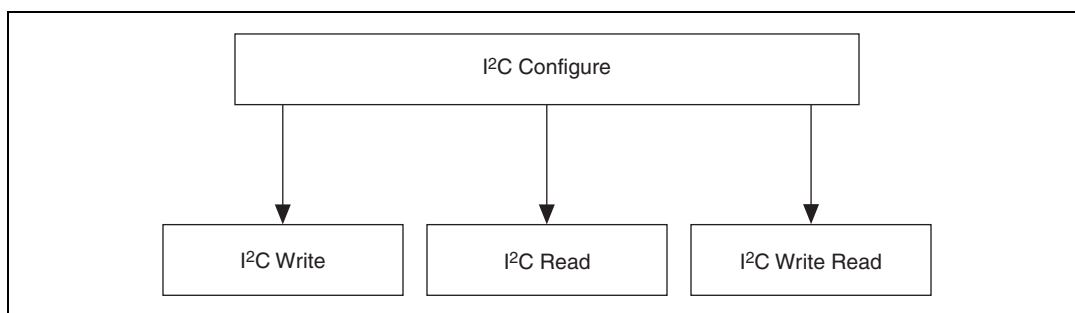 I²C Configure
I²C Write
I²C Read
I²C Write Read